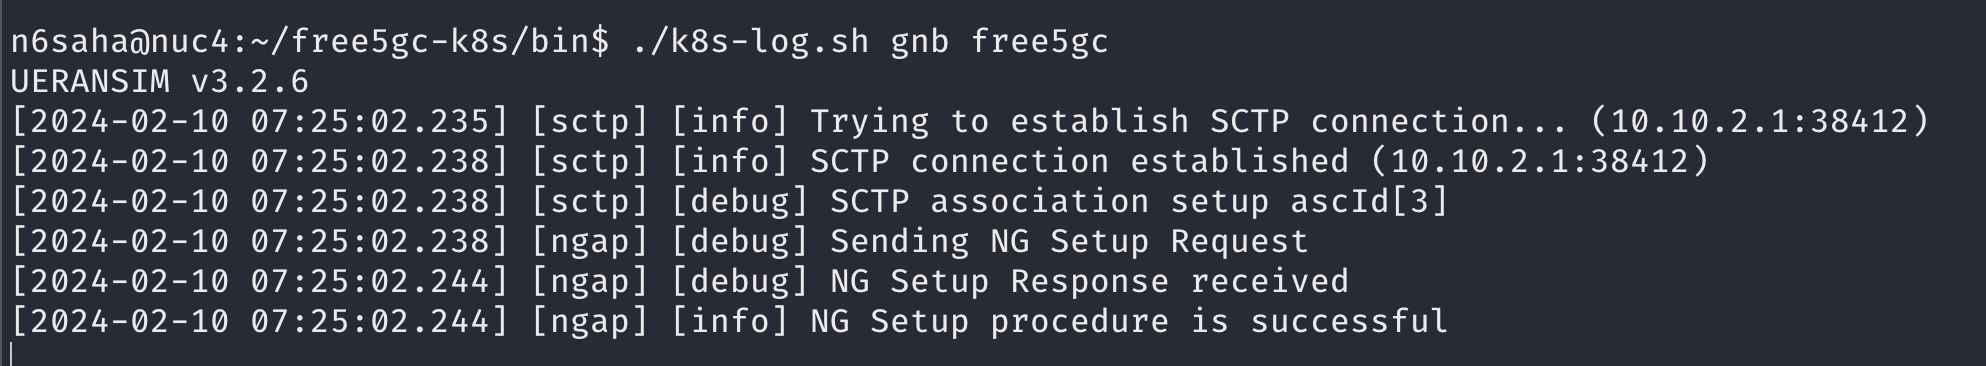 n6saha@nuc4:~/free5gc-k8s/bin$ ./k8s-log.sh gnb free5gc
UERANSIM v3.2.6
[2024-02-10 07:25:02.235] [sctp] [info] Trying to establish SCTP connection... (10.10.2.1:38412)
[2024-02-10 07:25:02.238] [sctp] [info] SCTP connection established (10.10.2.1:38412)
[2024-02-10 07:25:02.238] [sctp] [debug] SCTP association setup ascId[3]
[2024-02-10 07:25:02.238] [ngap] [debug] Sending NG Setup Request
[2024-02-10 07:25:02.244] [ngap] [debug] NG Setup Response received
[2024-02-10 07:25:02.244] [ngap] [info] NG Setup procedure is successful